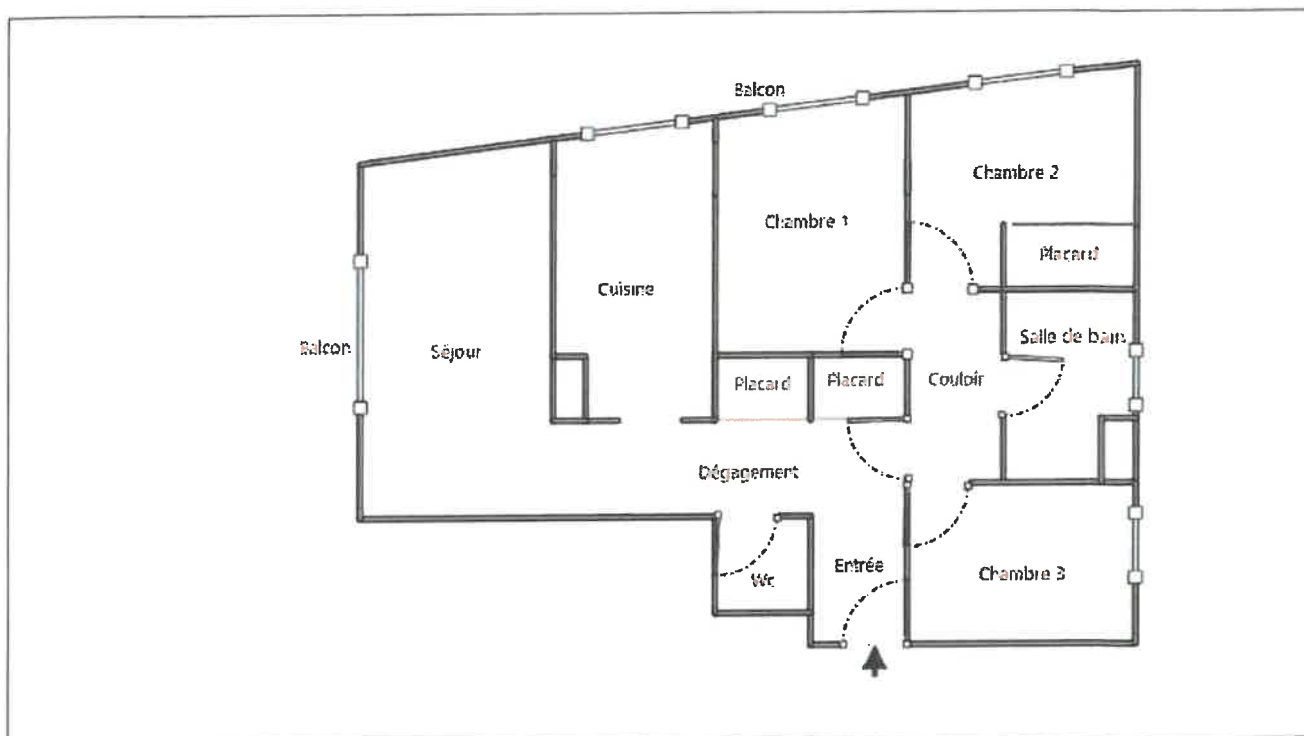 Balcon
Chambre 2
Chambre 1
Placard
Cuisine
Salle de bain
Balcon
Séjour
Placard
Placard
Couloir
Dégagement
Entrée
Wc
Chambre 3